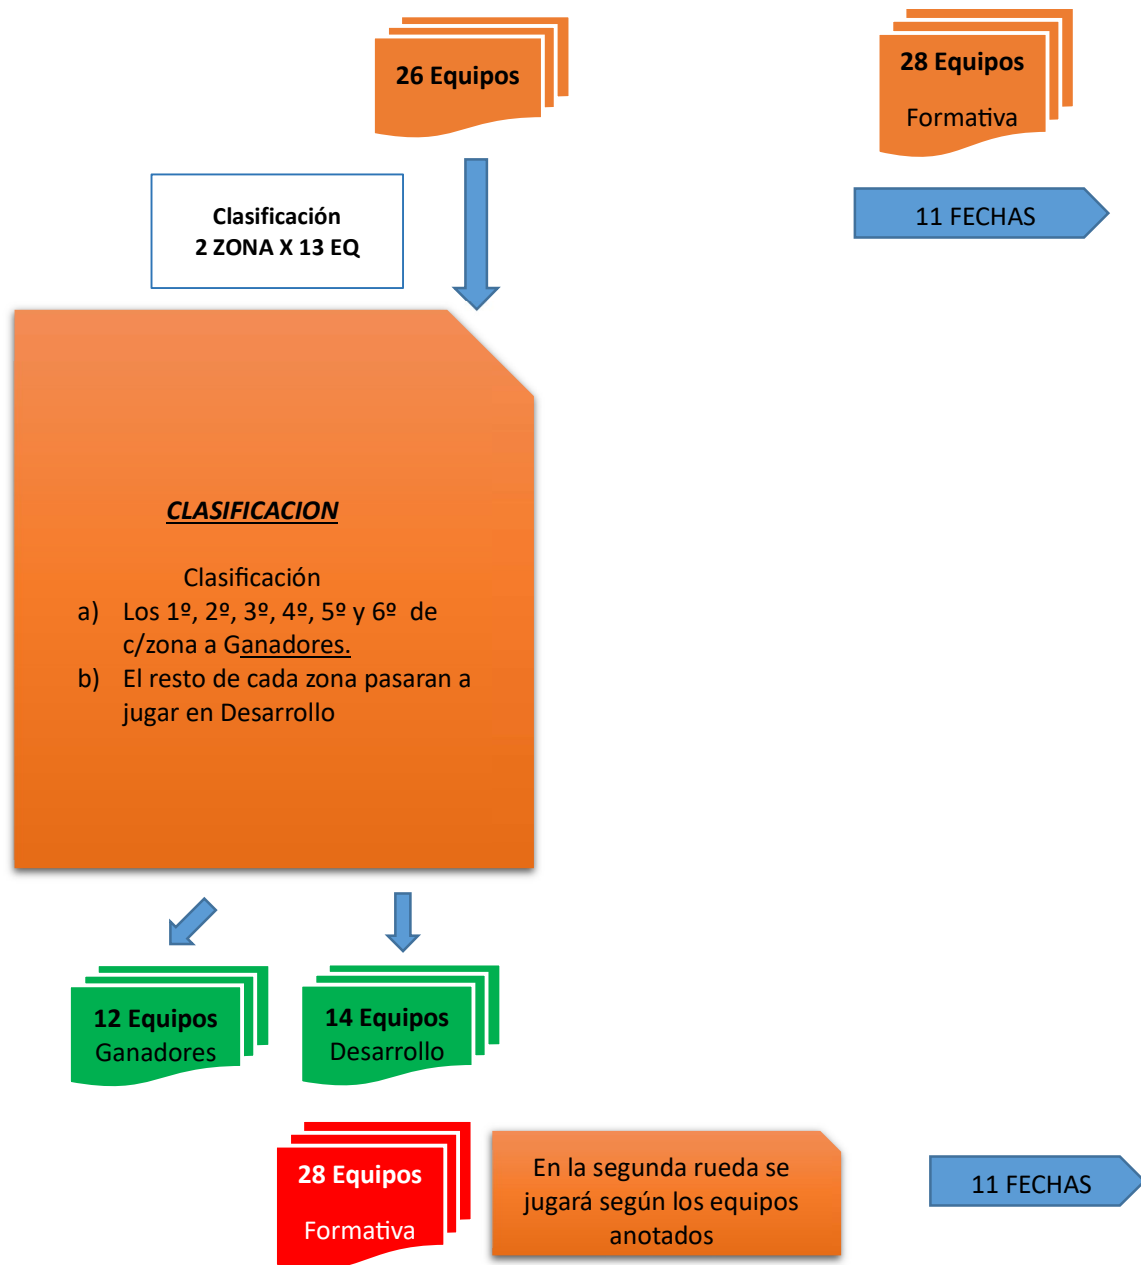 26 Equipos
28 Equipos
Formativa
Clasificación
2 ZONA X 13 EQ
11 FECHAS
CLASIFICACION
Clasificación
a) Los 1º, 2º, 3º, 4º, 5º y 6º de
c/zona a Ganadores.
b) El resto de cada zona pasaran a
jugar en Desarrollo
12 Equipos
Ganadores
14 Equipos
Desarrollo
28 Equipos
Formativa
En la segunda rueda se
jugará según los equipos
anotados
11 FECHAS